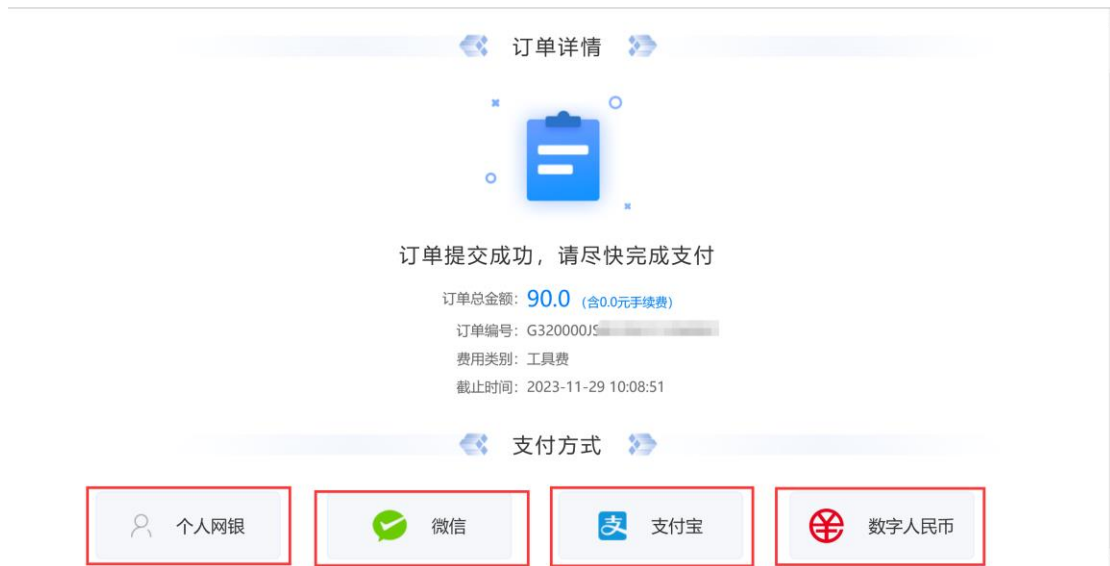 订单详情
订单提交成功，请尽快完成支付
订单总金额：90.0（含0.0元手续费）
订单编号：G320000JS
费用类别：工具费
截止时间：2023-11-29 10:08:51
支付方式
个人网银 微信 支 支付宝 数字人民币